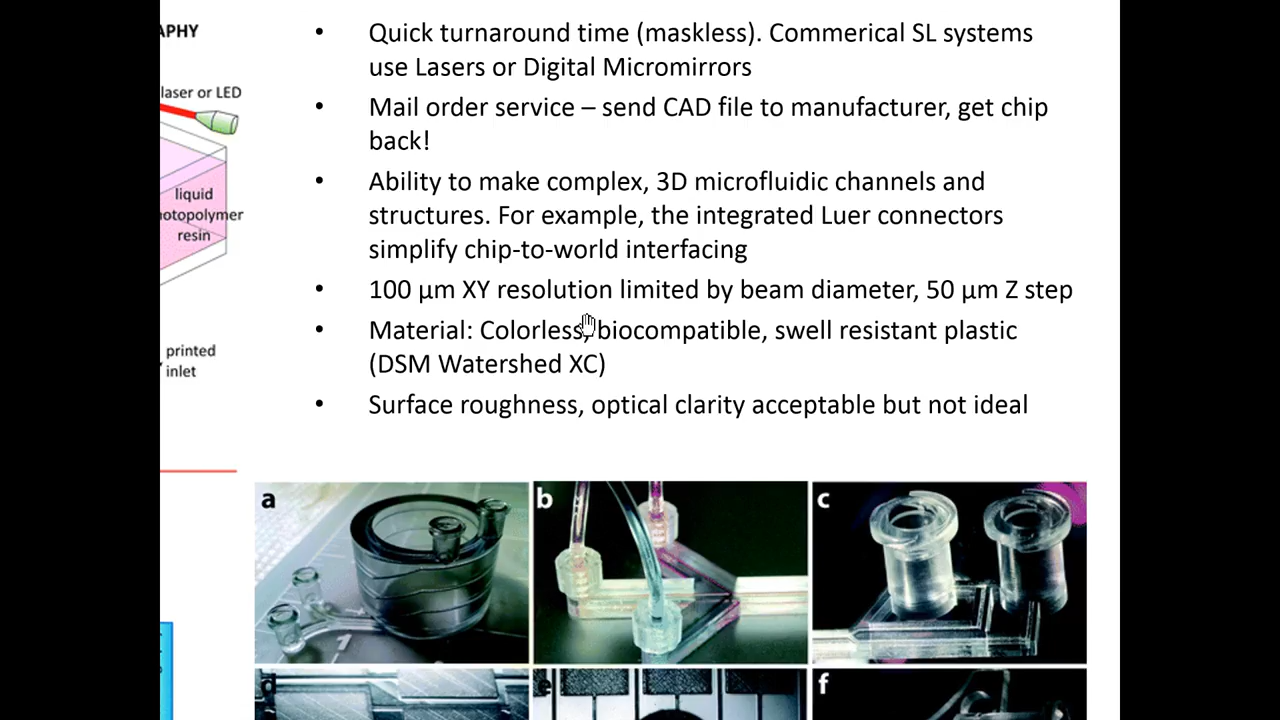 APHY
laser or LED
liquid
otopolymer
resin
printed
inlet
• Quick turnaround time (maskless). Commerical SL systems
use Lasers or Digital Micromirrors
• Mail order service – send CAD file to manufacturer, get chip
back!
• Ability to make complex, 3D microfluidic channels and
structures. For example, the integrated Luer connectors
simplify chip-to-world interfacing
• 100 µm XY resolution limited by beam diameter, 50 µm Z step
• Material: Colorless, biocompatible, swell resistant plastic
(DSM Watershed XC)
• Surface roughness, optical clarity acceptable but not ideal
a
b
c
d
e
f